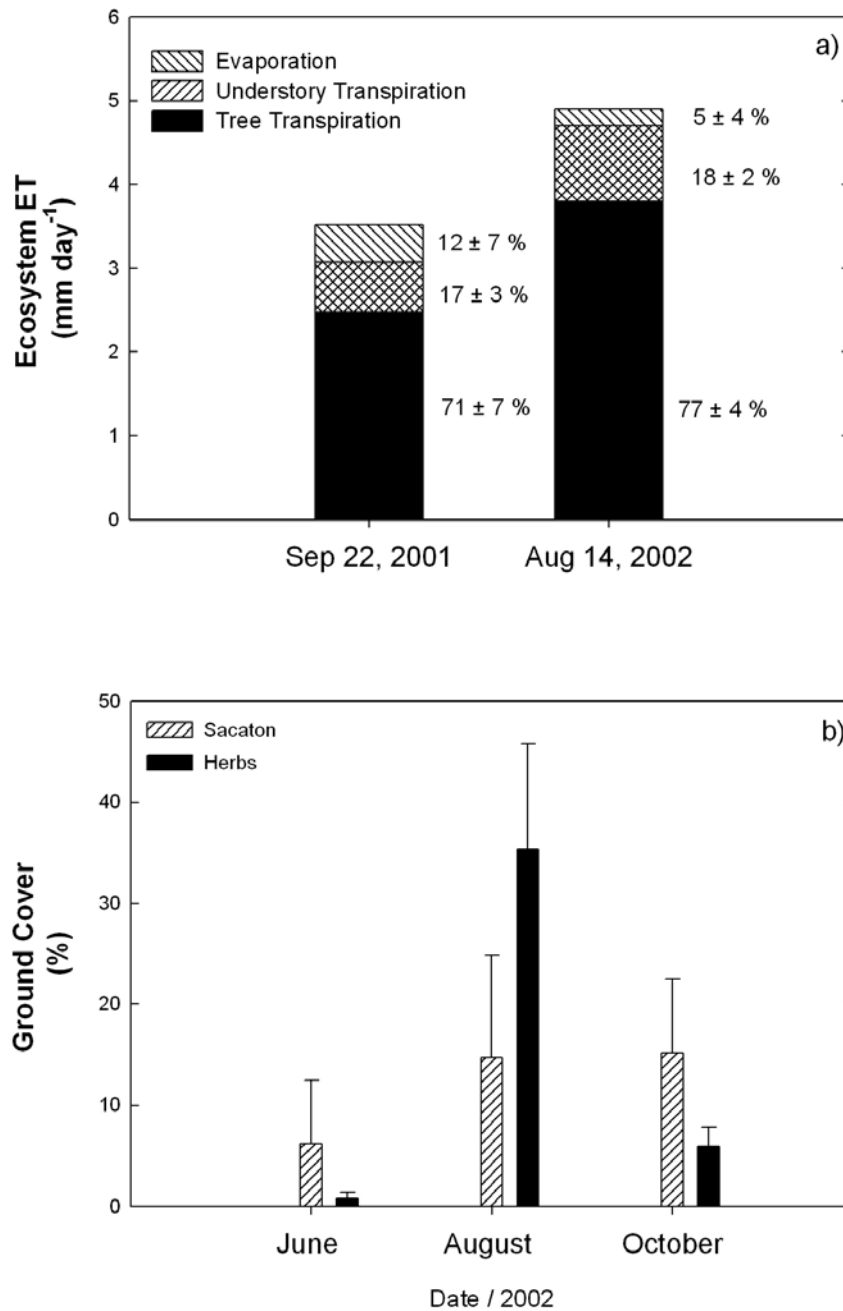 6
a)
Evaporation
Understory Transpiration
Tree Transpiration
5
5 ± 4 %
18 ± 2 %
4
12 ± 7 %
3
17 ± 3 %
2
71 ± 7 %
77 ± 4 %
1
0
Ecosystem ET
(mm day⁻¹)
Sep 22, 2001
Aug 14, 2002
50
b)
Sacaton
Herbs
40
30
20
10
0
Ground Cover
(%)
June
August
October
Date / 2002